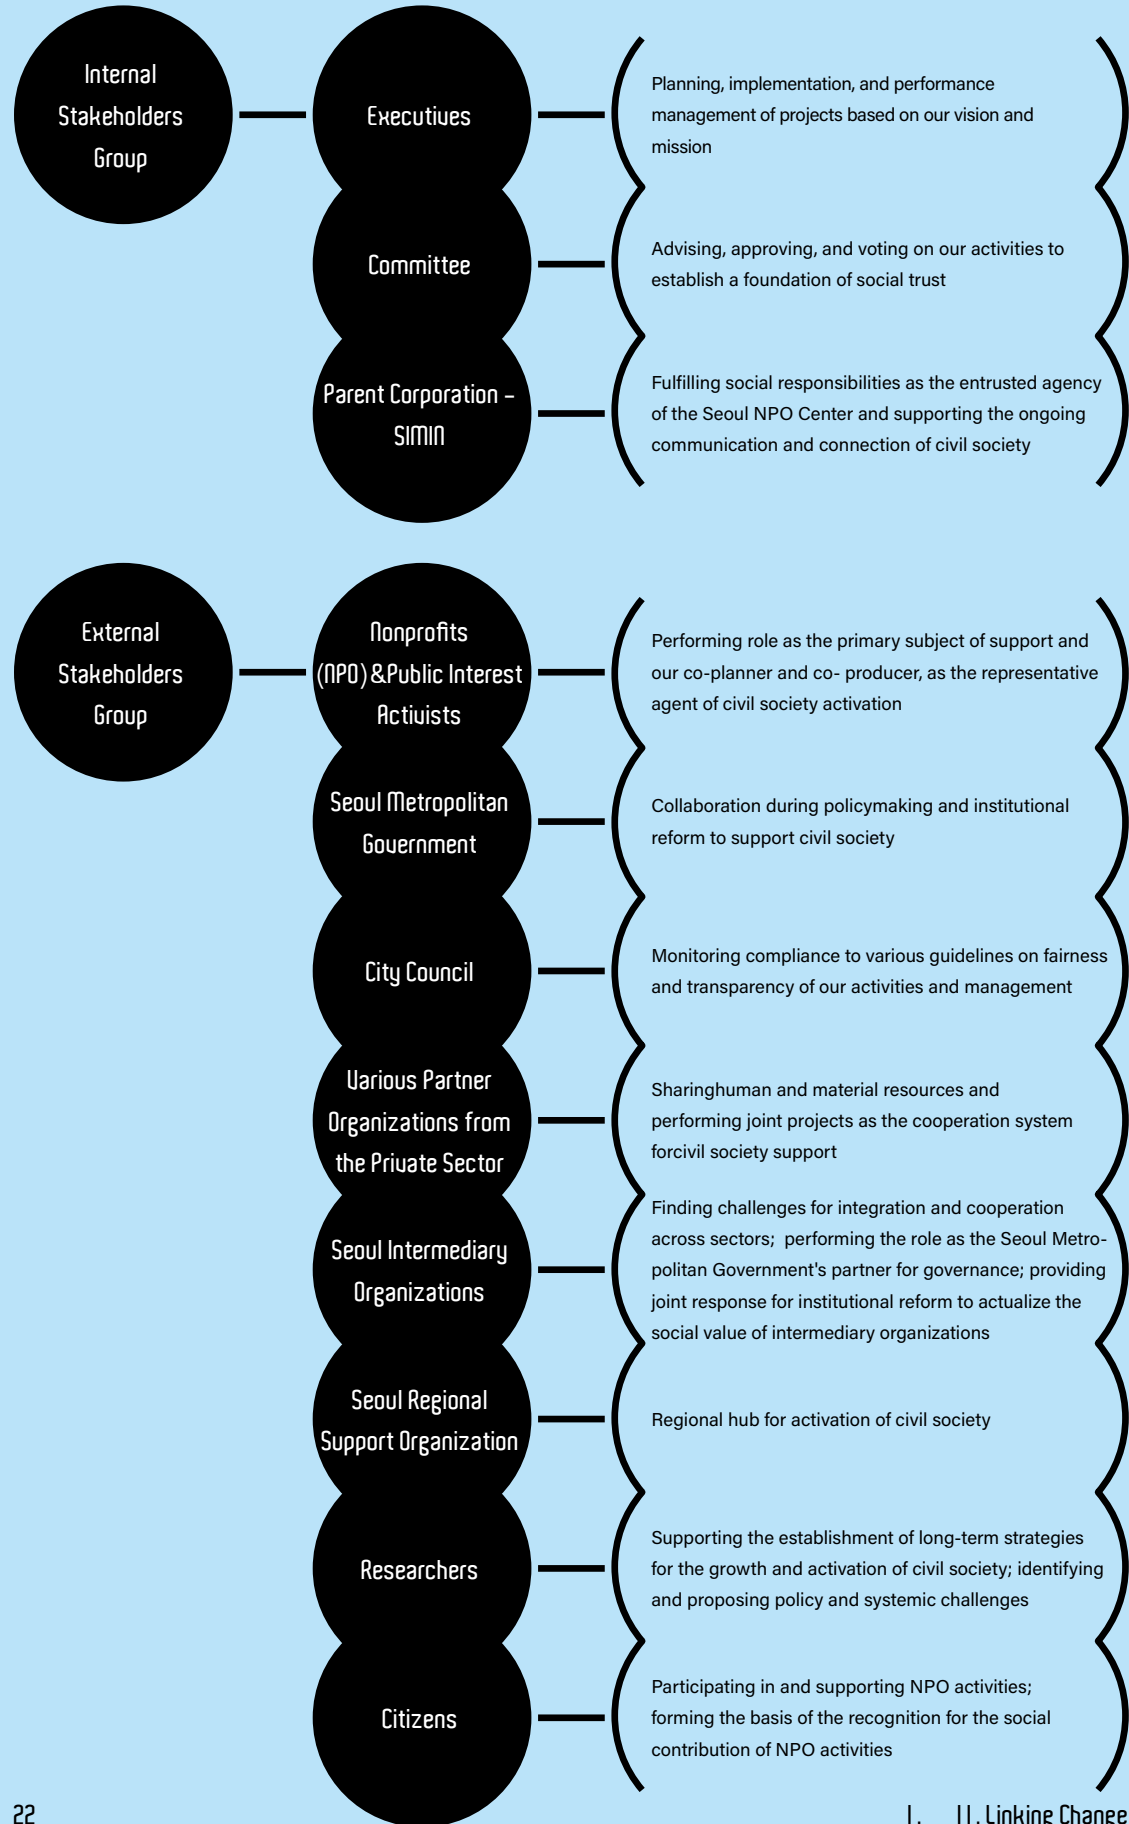 Internal
Stakeholders
Group
Executives
Planning, implementation, and performance
management of projects based on our vision and
mission
Committee
Advising, approving, and voting on our activities to
establish a foundation of social trust
Parent Corporation –
SIMIN
Fulfilling social responsibilities as the entrusted agency
of the Seoul NPO Center and supporting the ongoing
communication and connection of civil society
External
Stakeholders
Group
Nonprofits
(NPO)&Public Interest
Activists
Performing role as the primary subject of support and
our co-planner and co- producer, as the representative
agent of civil society activation
Seoul Metropolitan
Government
Collaboration during policymaking and institutional
reform to support civil society
City Council
Monitoring compliance to various guidelines on fairness
and transparency of our activities and management
Various Partner
Organizations from
the Private Sector
Sharinghuman and material resources and
performing joint projects as the cooperation system
forcivil society support
Seoul Intermediary
Organizations
Finding challenges for integration and cooperation
across sectors;  performing the role as the Seoul Metro-
politan Government's partner for governance; providing
joint response for institutional reform to actualize the
social value of intermediary organizations
Seoul Regional
Support Organization
Regional hub for activation of civil society
Researchers
Supporting the establishment of long-term strategies
for the growth and activation of civil society; identifying
and proposing policy and systemic challenges
Citizens
Participating in and supporting NPO activities;
forming the basis of the recognition for the social
contribution of NPO activities
22
I. II. Linking Change